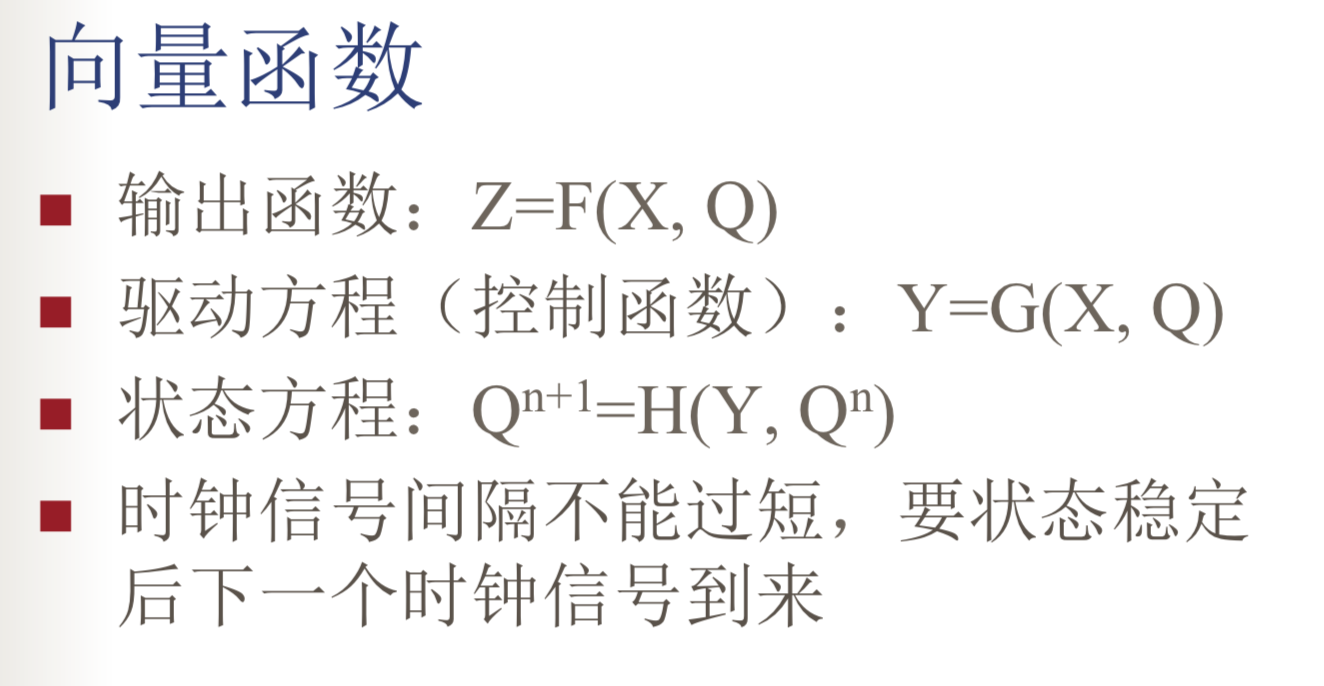 向量函数
■ 输出函数：Z=F(X, Q)
■ 驱动方程（控制函数）：Y=G(X, Q)
■ 状态方程：Qⁿ⁺¹=H(Y, Qⁿ)
■ 时钟信号间隔不能过短，要状态稳定
后下一个时钟信号到来